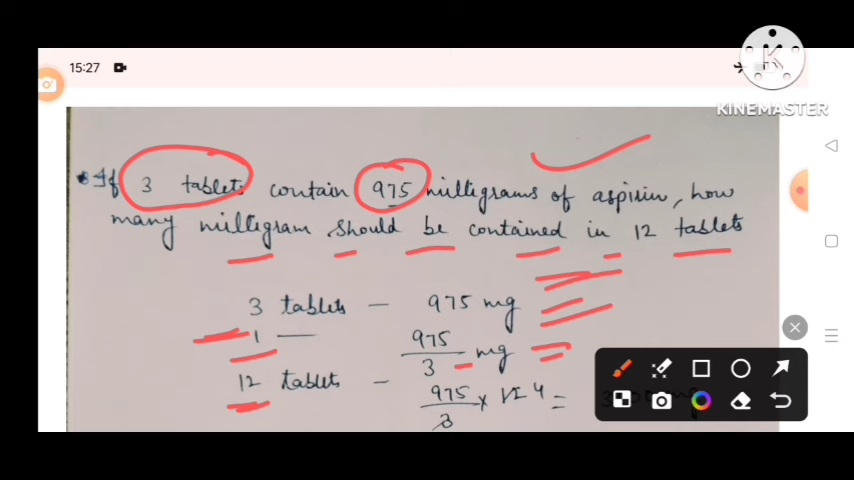 15:27
KINEMASTER
If 3 tablets contain 975 milligrams of aspirin, how
many milligram should be contained in 12 tablets
3 tablets — 975 mg
1 — 975/3 mg
12 tablets — 975/3 x 12 4 =